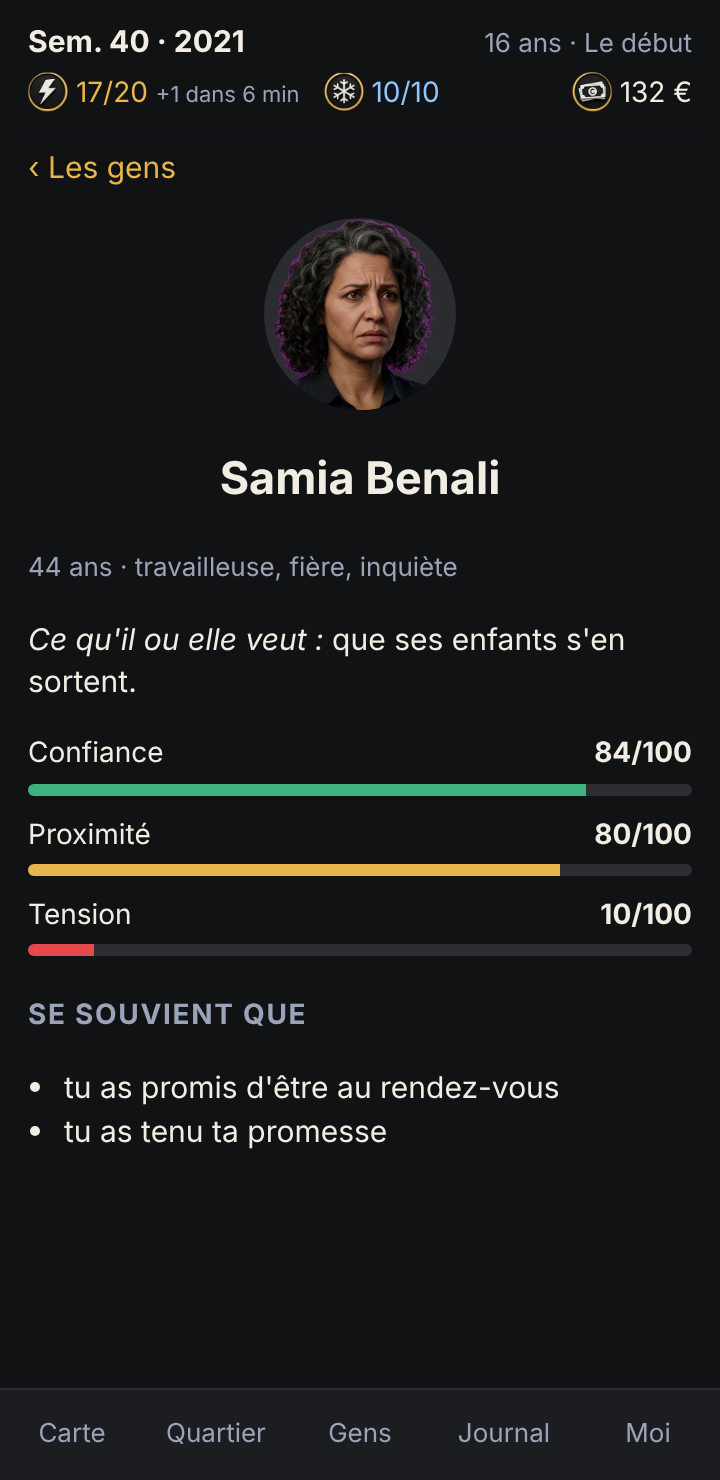 Sem. 40 · 2021
16 ans · Le début
17/20 +1 dans 6 min
10/10
132 €
‹ Les gens
Samia Benali
44 ans · travailleuse, fière, inquiète
Ce qu'il ou elle veut : que ses enfants s'en
sortent.
Confiance
84/100
Proximité
80/100
Tension
10/100
SE SOUVIENT QUE
• tu as promis d'être au rendez-vous
• tu as tenu ta promesse
Carte
Quartier
Gens
Journal
Moi